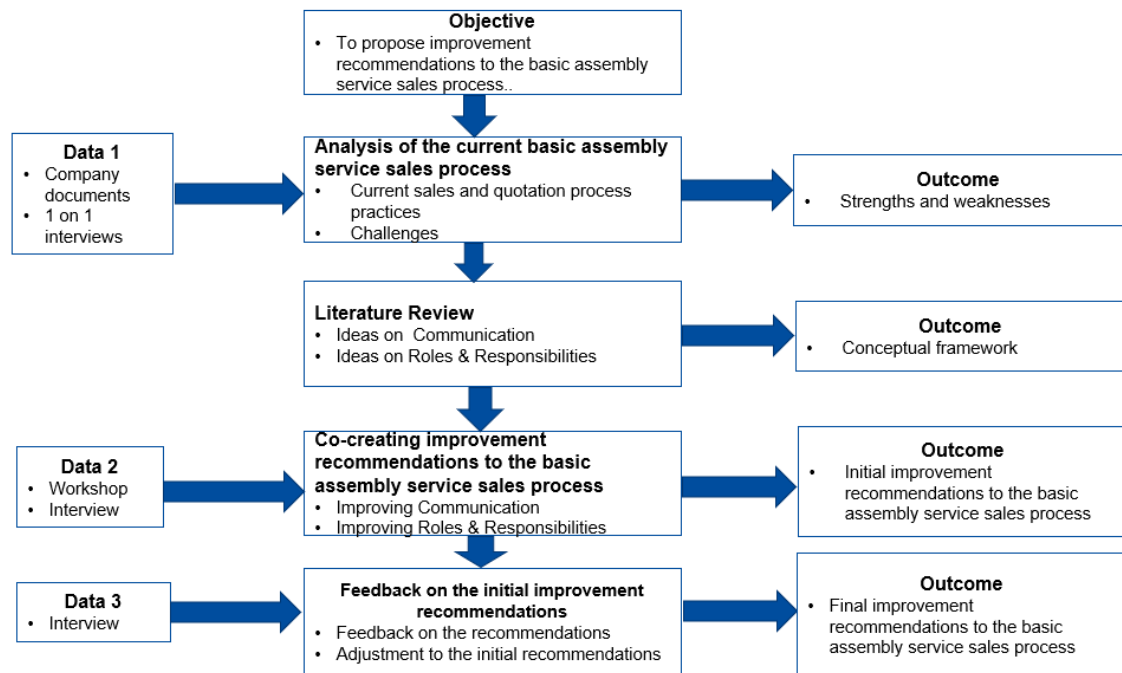 Objective
• To propose improvement
recommendations to the basic assembly
service sales process..
Data 1
• Company
documents
• 1 on 1
interviews
Analysis of the current basic assembly
service sales process
• Current sales and quotation process
practices
• Challenges
Outcome
• Strengths and weaknesses
Literature Review
• Ideas on Communication
• Ideas on Roles & Responsibilities
Outcome
• Conceptual framework
Data 2
• Workshop
• Interview
Co-creating improvement
recommendations to the basic
assembly service sales process
• Improving Communication
• Improving Roles & Responsibilities
Outcome
• Initial improvement
recommendations to the basic
assembly service sales process
Data 3
• Interview
Feedback on the initial improvement
recommendations
• Feedback on the recommendations
• Adjustment to the initial recommendations
Outcome
• Final improvement
recommendations to the basic
assembly service sales process